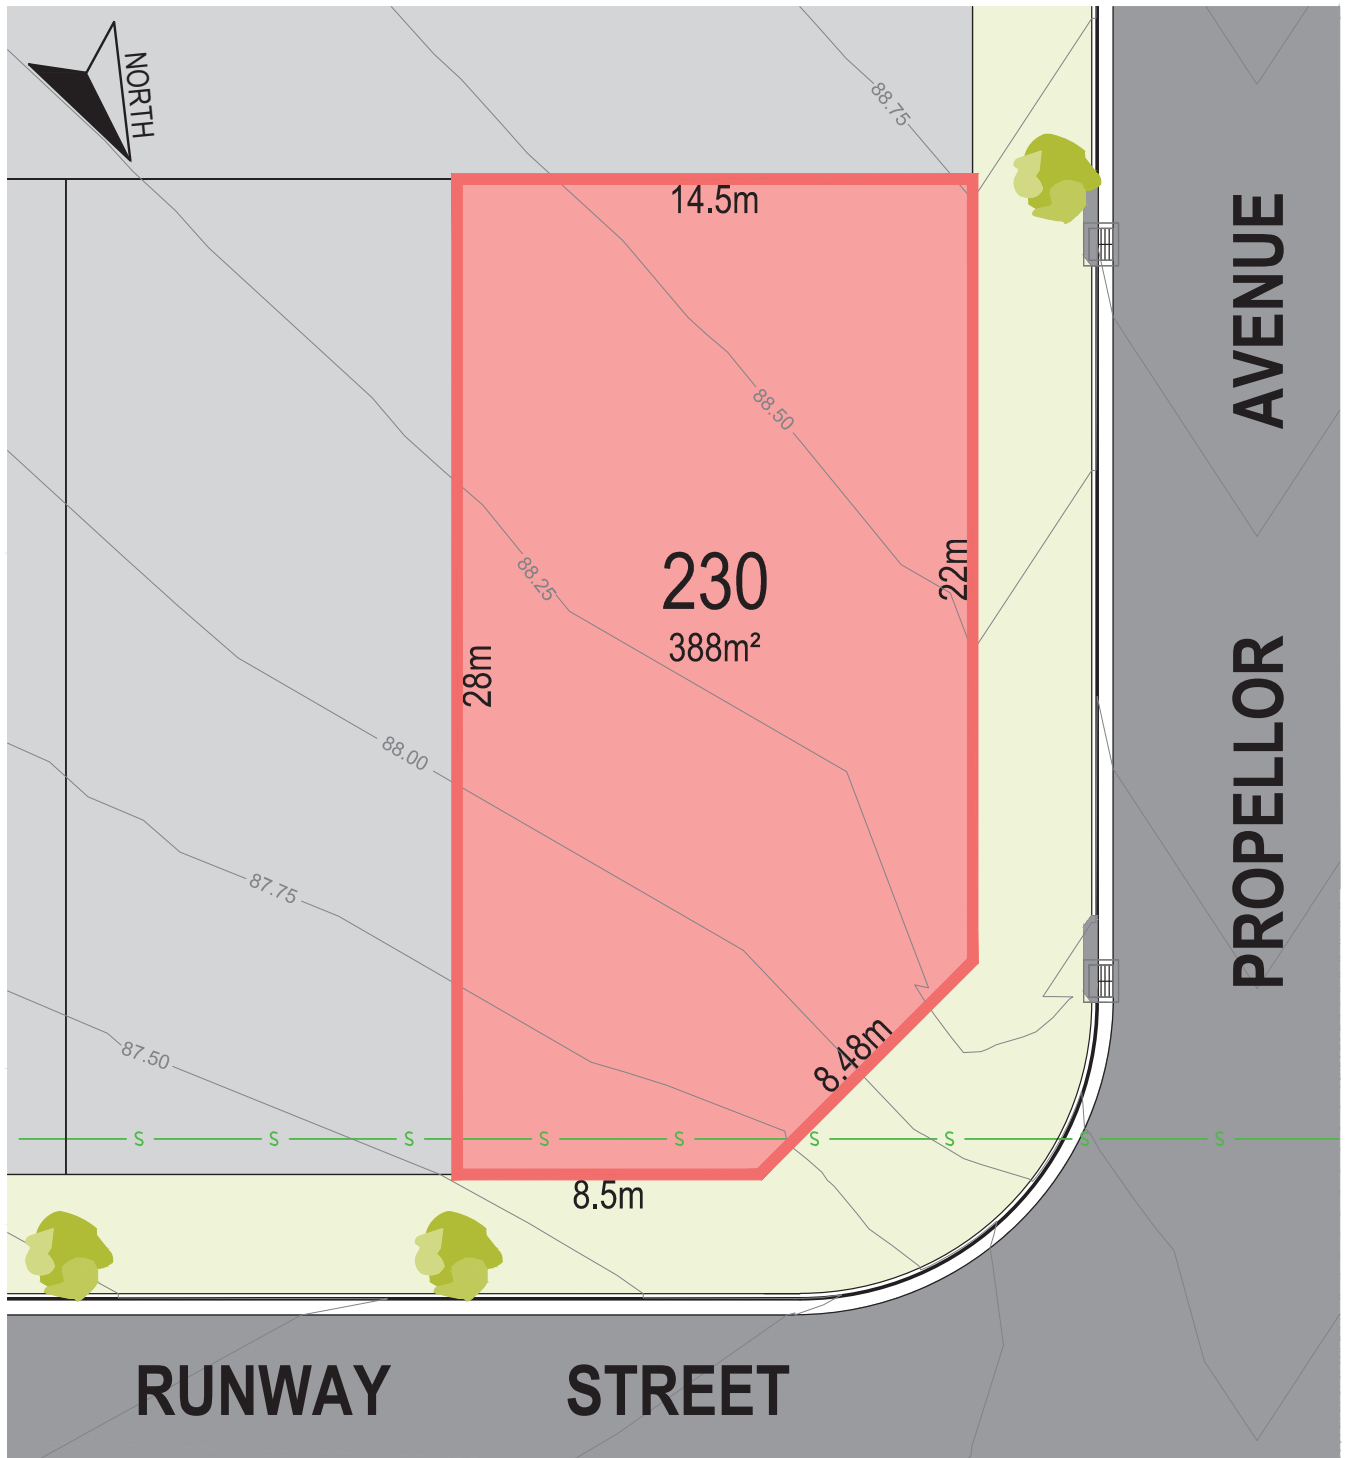 NORTH
88.75
14.5m
AVENUE
88.50
22m
88.25
230
388m²
28m
PROPELLOR
88.00
87.75
8.48m
87.50
S S S S S S S S S
8.5m
RUNWAY STREET